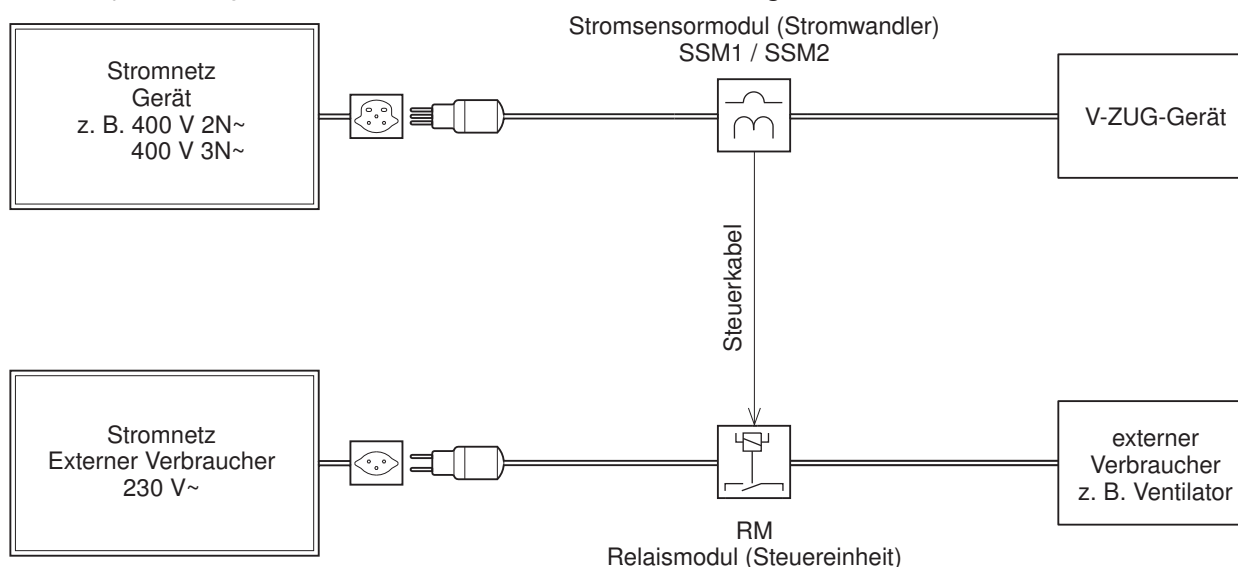 Stromsensormodul (Stromwandler)
SSM1 / SSM2
Stromnetz
Gerät
z. B. 400 V 2N~
400 V 3N~
V-ZUG-Gerät
Steuerkabel
Stromnetz
Externer Verbraucher
230 V~
externer
Verbraucher
z. B. Ventilator
RM
Relaismodul (Steuereinheit)